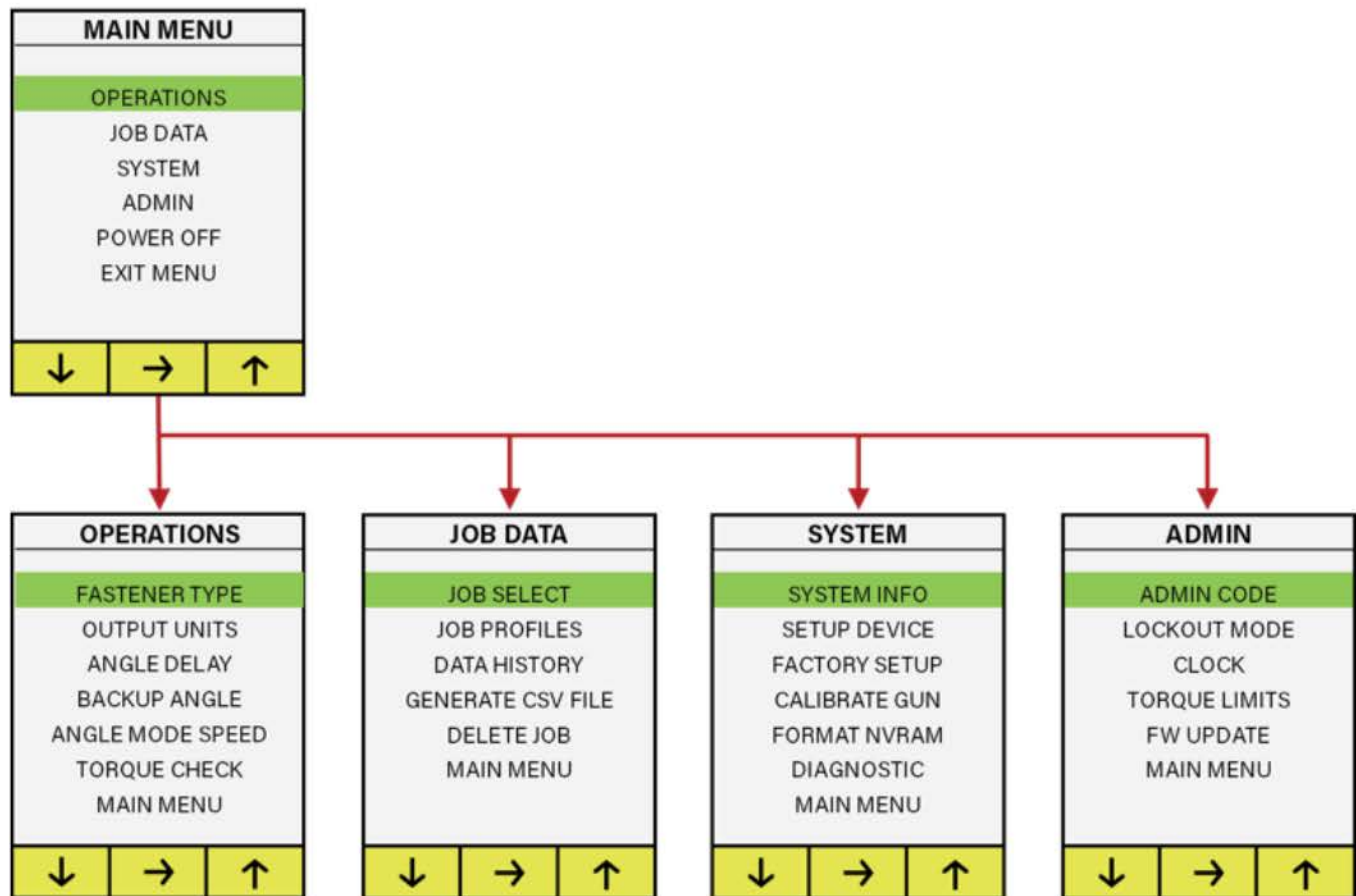 MAIN MENU
OPERATIONS
JOB DATA
SYSTEM
ADMIN
POWER OFF
EXIT MENU
↓ → ↑
OPERATIONS
FASTENER TYPE
OUTPUT UNITS
ANGLE DELAY
BACKUP ANGLE
ANGLE MODE SPEED
TORQUE CHECK
MAIN MENU
↓ → ↑
JOB DATA
JOB SELECT
JOB PROFILES
DATA HISTORY
GENERATE CSV FILE
DELETE JOB
MAIN MENU
↓ → ↑
SYSTEM
SYSTEM INFO
SETUP DEVICE
FACTORY SETUP
CALIBRATE GUN
FORMAT NVRAM
DIAGNOSTIC
MAIN MENU
↓ → ↑
ADMIN
ADMIN CODE
LOCKOUT MODE
CLOCK
TORQUE LIMITS
FW UPDATE
MAIN MENU
↓ → ↑